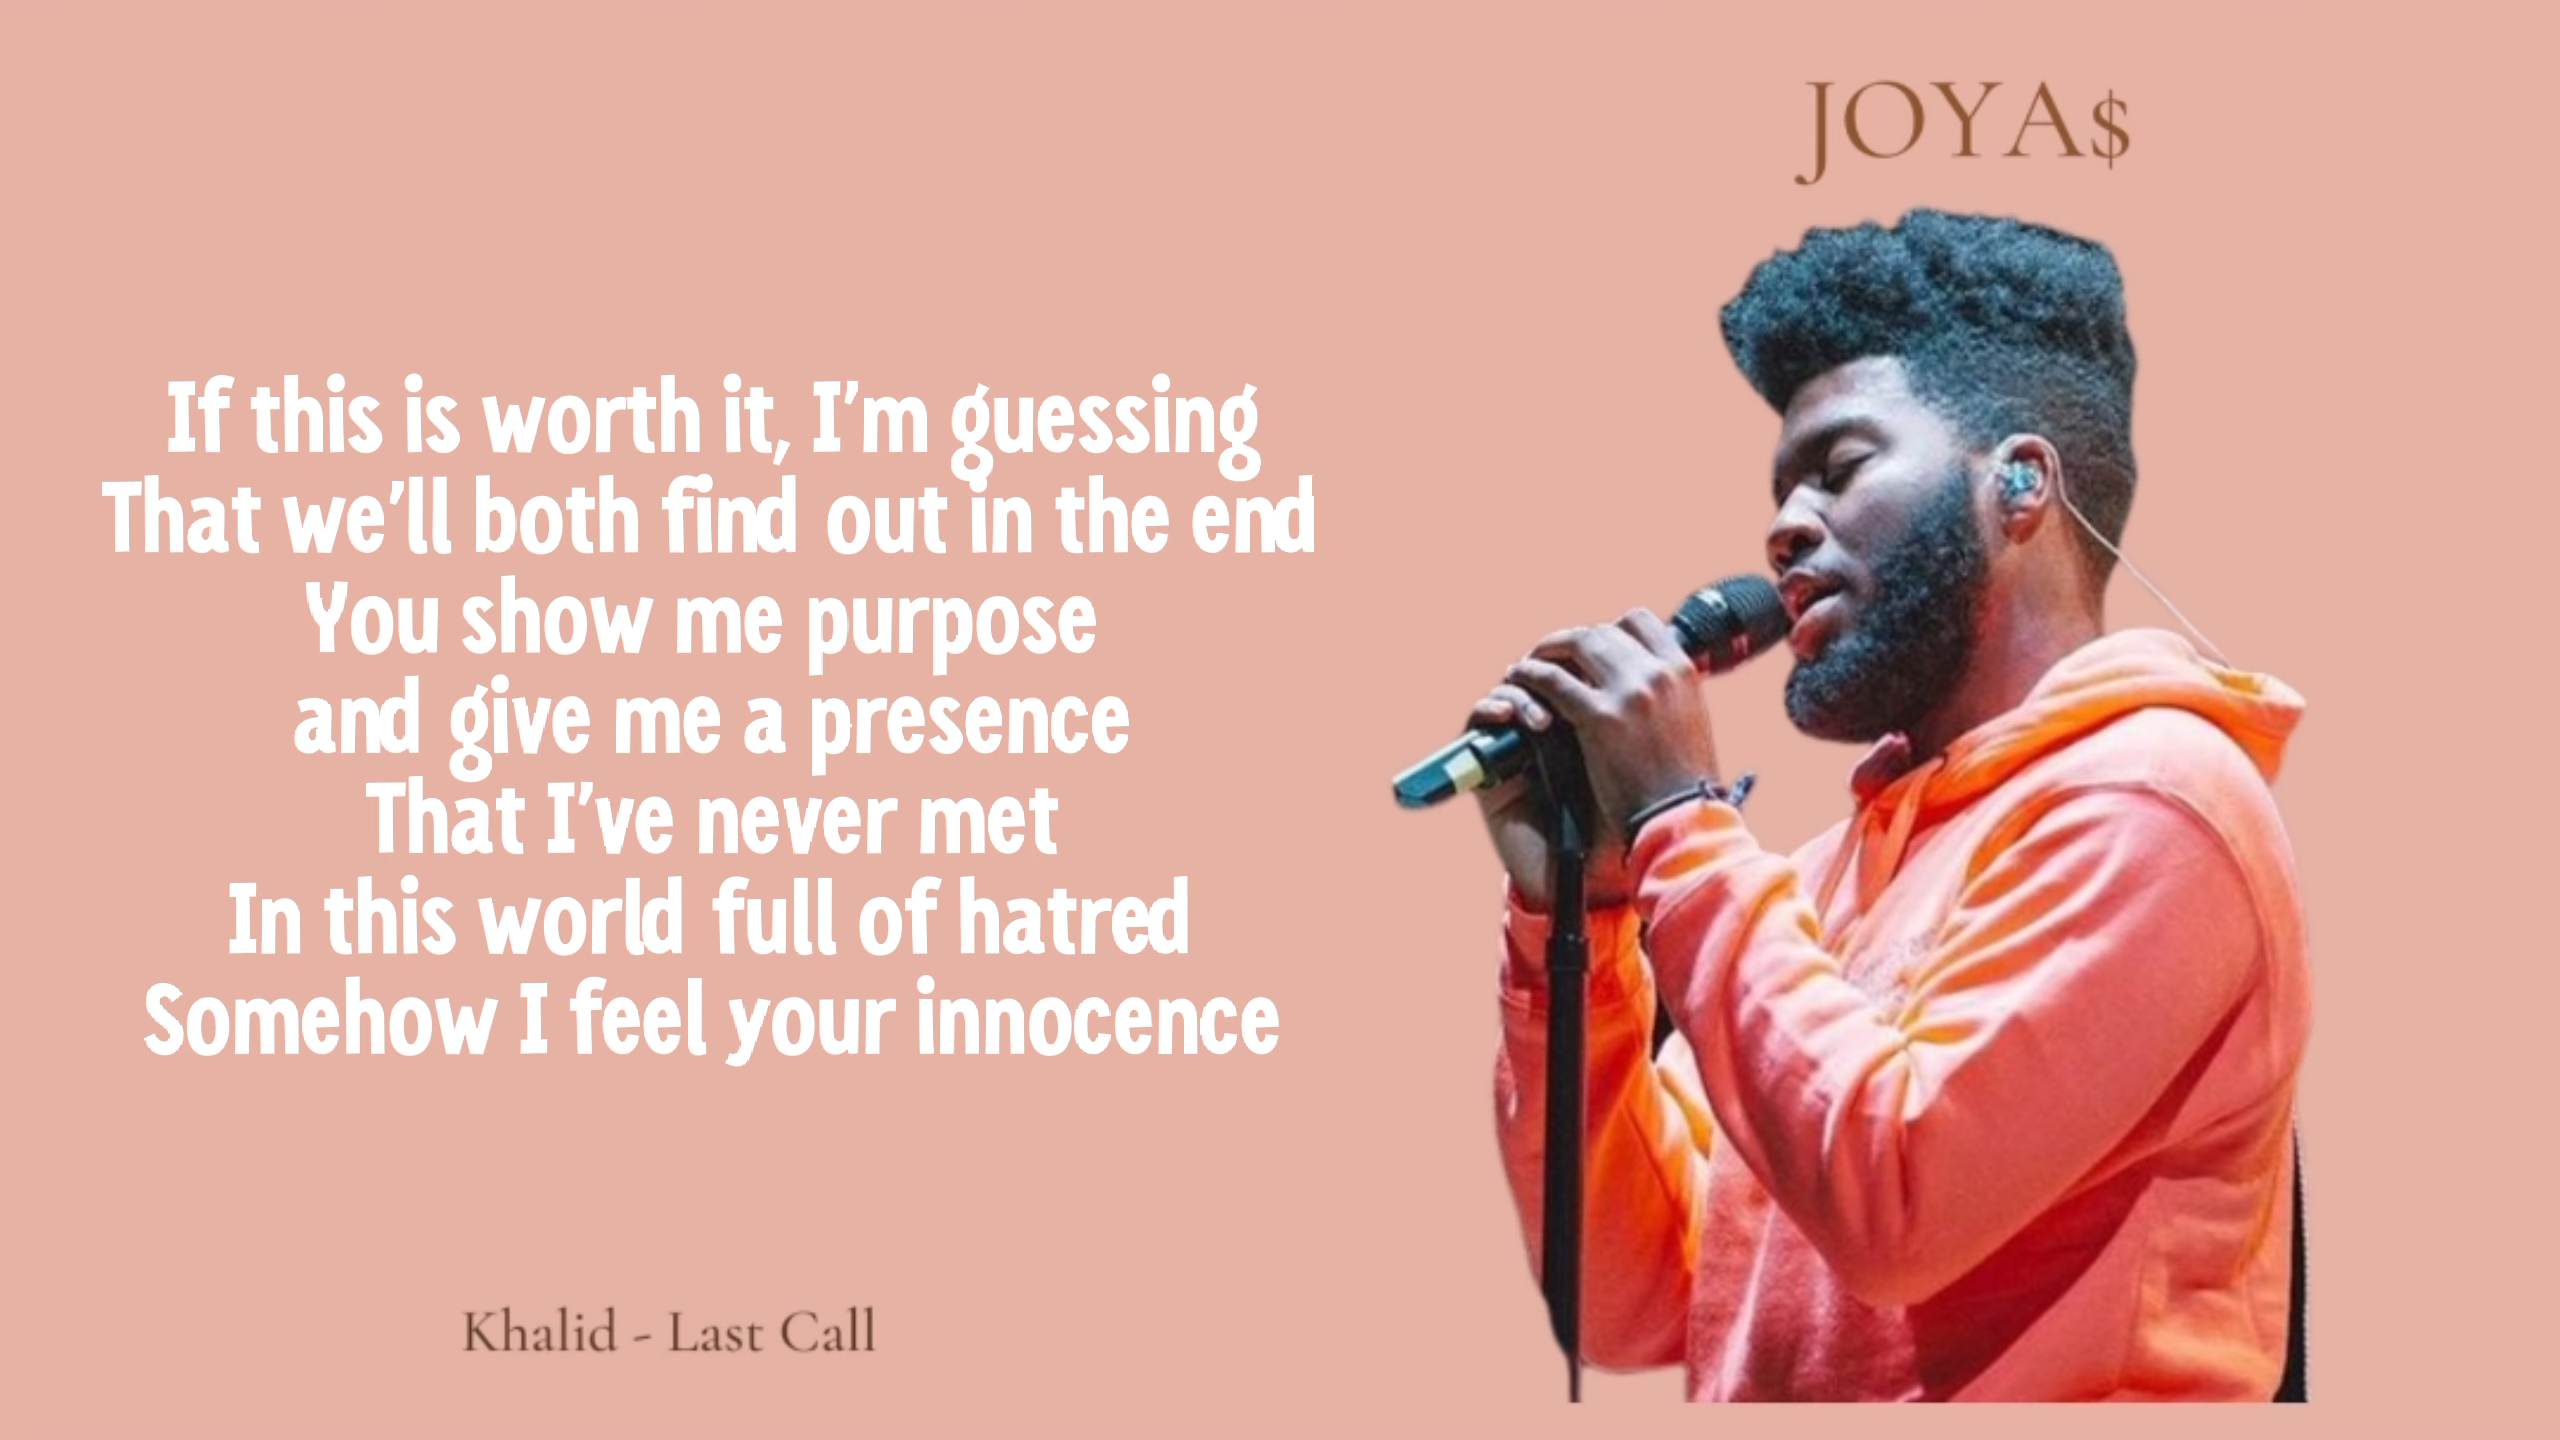 JOYA$
If this is worth it, I'm guessing
That we'll both find out in the end
You show me purpose
and give me a presence
That I've never met
In this world full of hatred
Somehow I feel your innocence
Khalid - Last Call